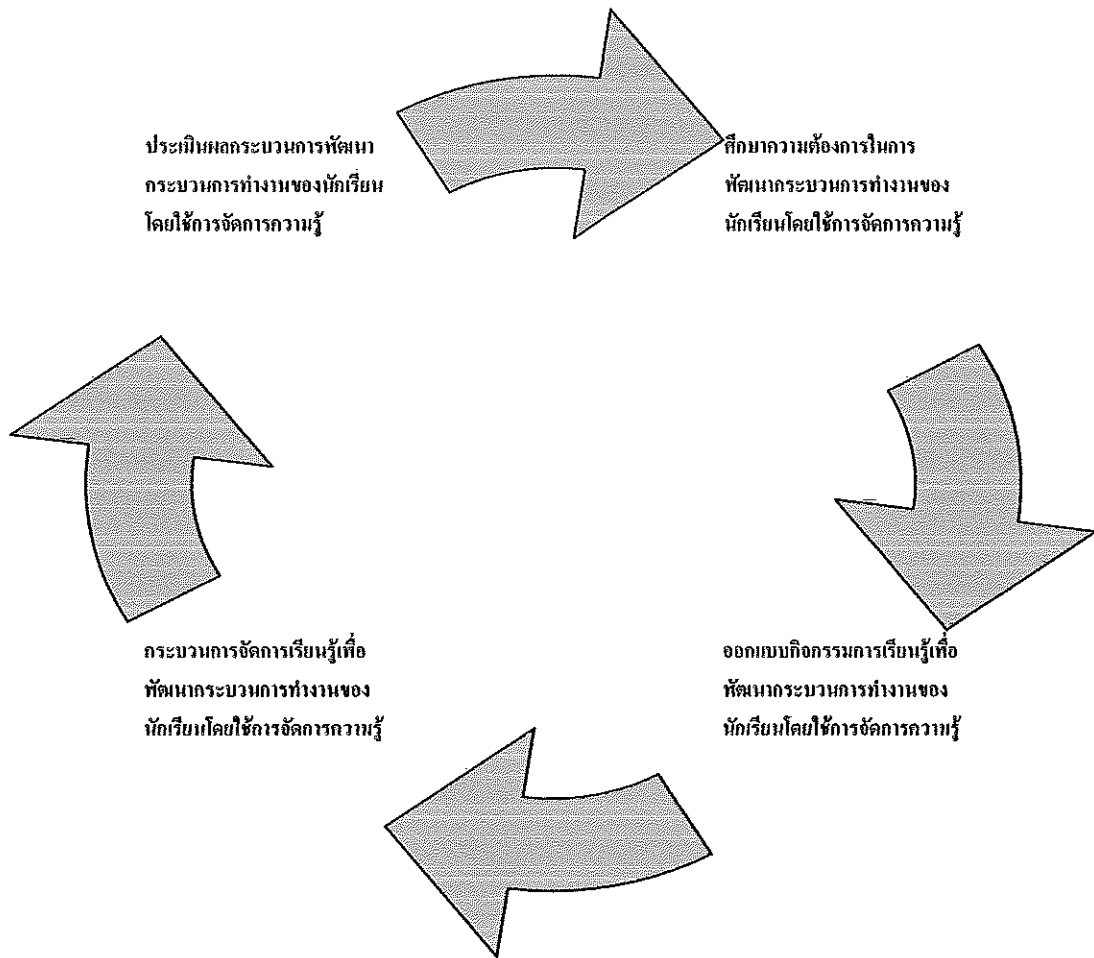 ประเมินผลกระบวนการพัฒนา
กระบวนการทำงานของนักเรียน
โดยใช้การจัดการความรู้
ศึกษาความต้องการในการ
พัฒนากระบวนการทำงานของ
นักเรียนโดยใช้การจัดการความรู้
กระบวนการจัดการเรียนรู้เพื่อ
พัฒนากระบวนการทำงานของ
นักเรียนโดยใช้การจัดการความรู้
ออกแบบกิจกรรมการเรียนรู้เพื่อ
พัฒนากระบวนการทำงานของ
นักเรียนโดยใช้การจัดการความรู้